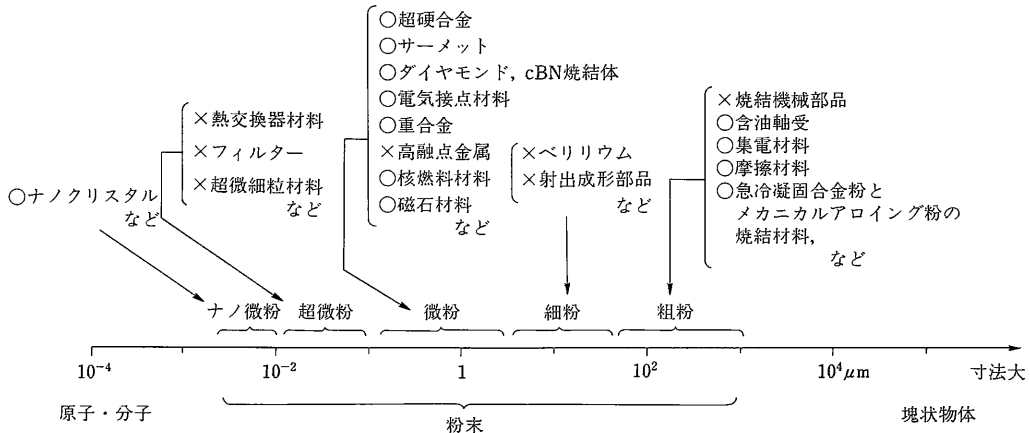 ○ナノクリスタル
など
×熱交換器材料
×フィルター
×超微細粒材料
など
○超硬合金
○サーメット
○ダイヤモンド，cBN焼結体
○電気接点材料
○重合金
×高融点金属
○核燃料材料
○磁石材料
など
×ベリリウム
×射出成形部品
など
×焼結機械部品
○含油軸受
○集電材料
○摩擦材料
○急冷凝固合金粉と
メカニカルアロイング粉の
焼結材料，
など
ナノ微粉 超微粉 微粉 細粉 粗粉
10⁻⁴ 10⁻² 1 10² 10⁴μm 寸法大
原子・分子 粉末 塊状物体